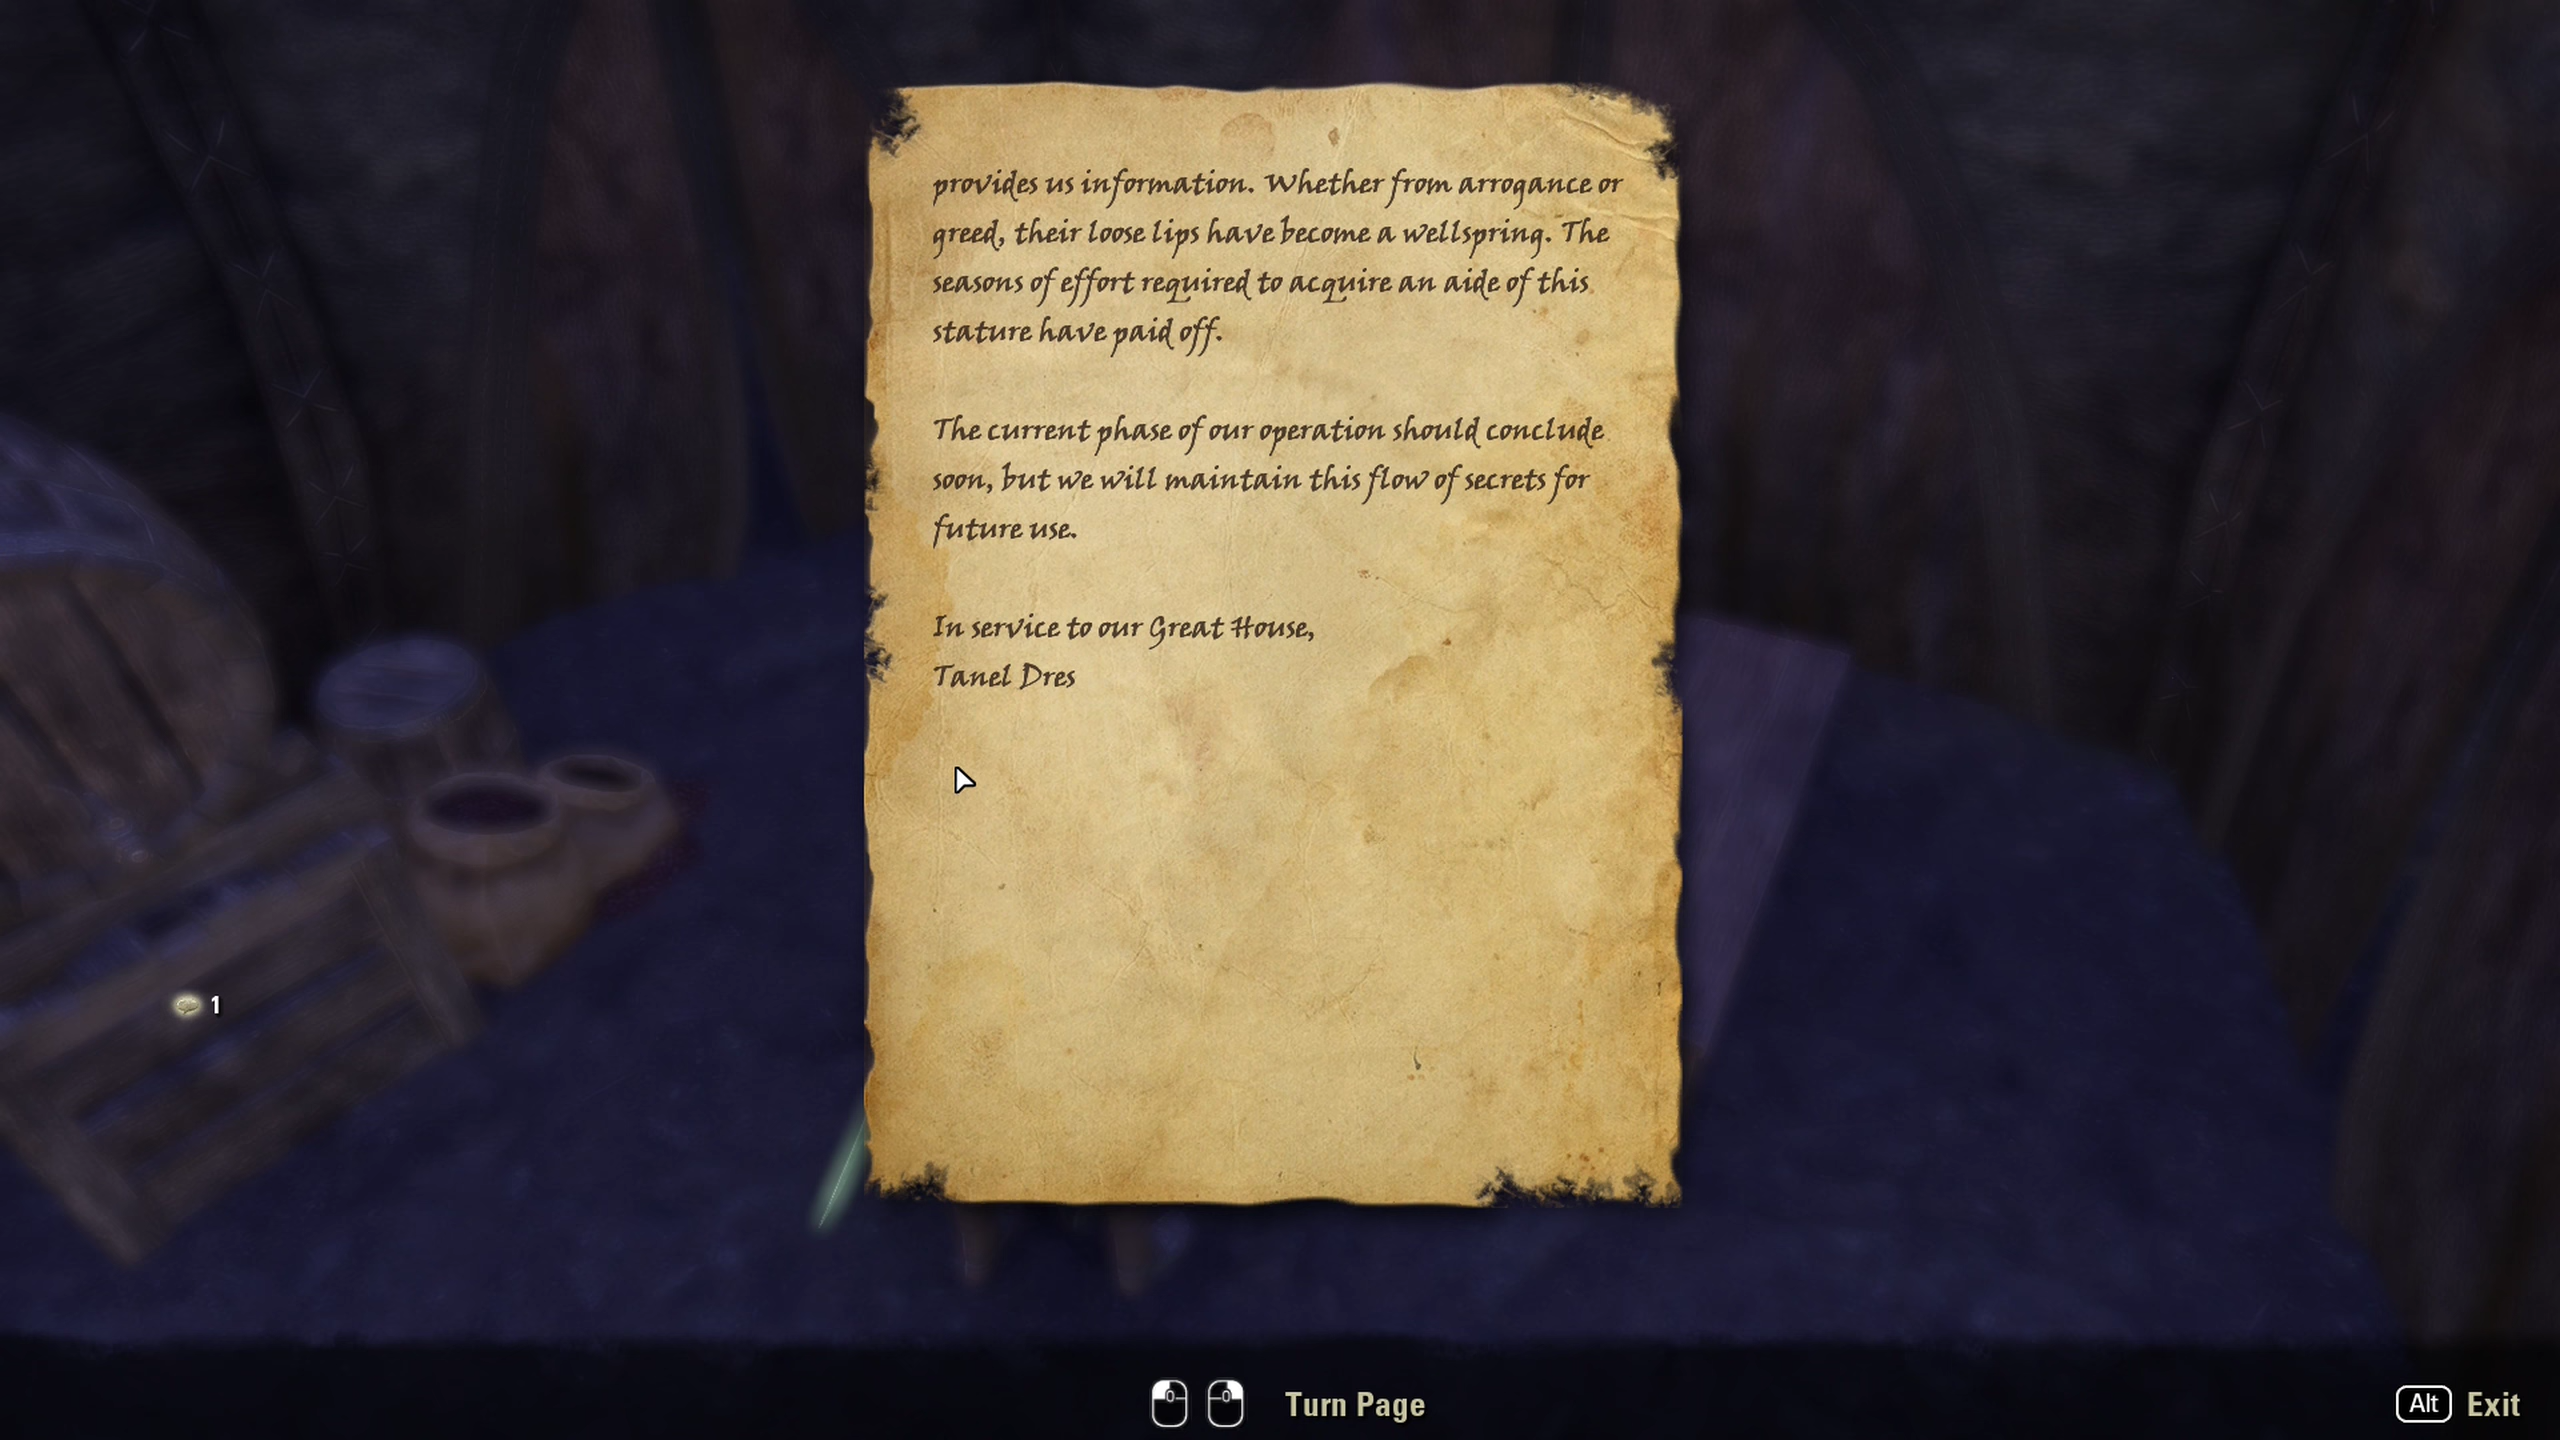 provides us information. Whether from arrogance or
greed, their loose lips have become a wellspring. The
seasons of effort required to acquire an aide of this
stature have paid off.
The current phase of our operation should conclude
soon, but we will maintain this flow of secrets for
future use.
In service to our Great House,
Tanel Dres
1
Turn Page
Alt Exit